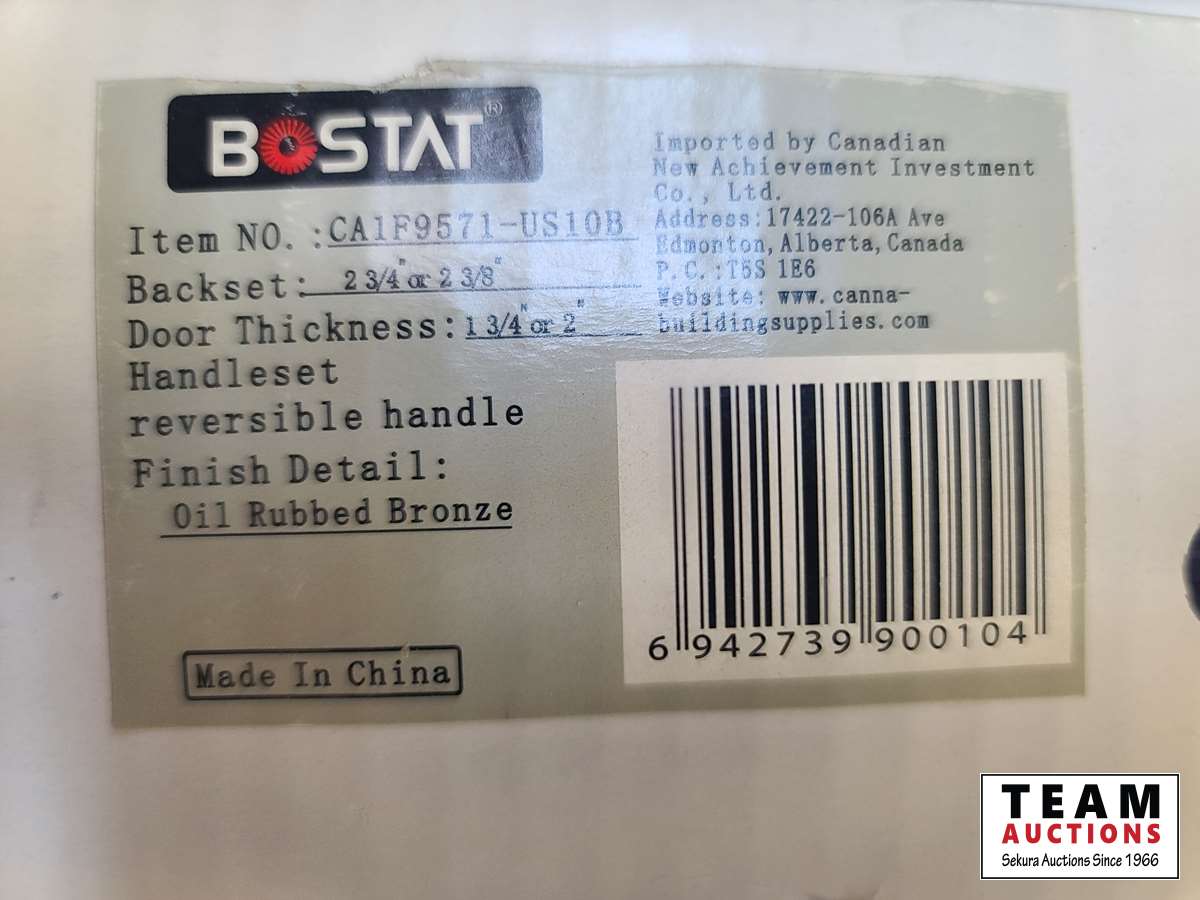 BOSTAT®
Item NO.:CA1F9571-US10B
Backset: 2 3/4" or 2 3/8"
Door Thickness:1 3/4" or 2"
Handleset
reversible handle
Finish Detail:
Oil Rubbed Bronze
Made In China
Imported by Canadian
New Achievement Investment
Co., Ltd.
Address:17422-106A Ave
Edmonton,Alberta,Canada
P.C.:T5S 1E6
Website: www.canna-
buildingsupplies.com
6 942739 900104
TEAM
AUCTIONS
Sekura Auctions Since 1966